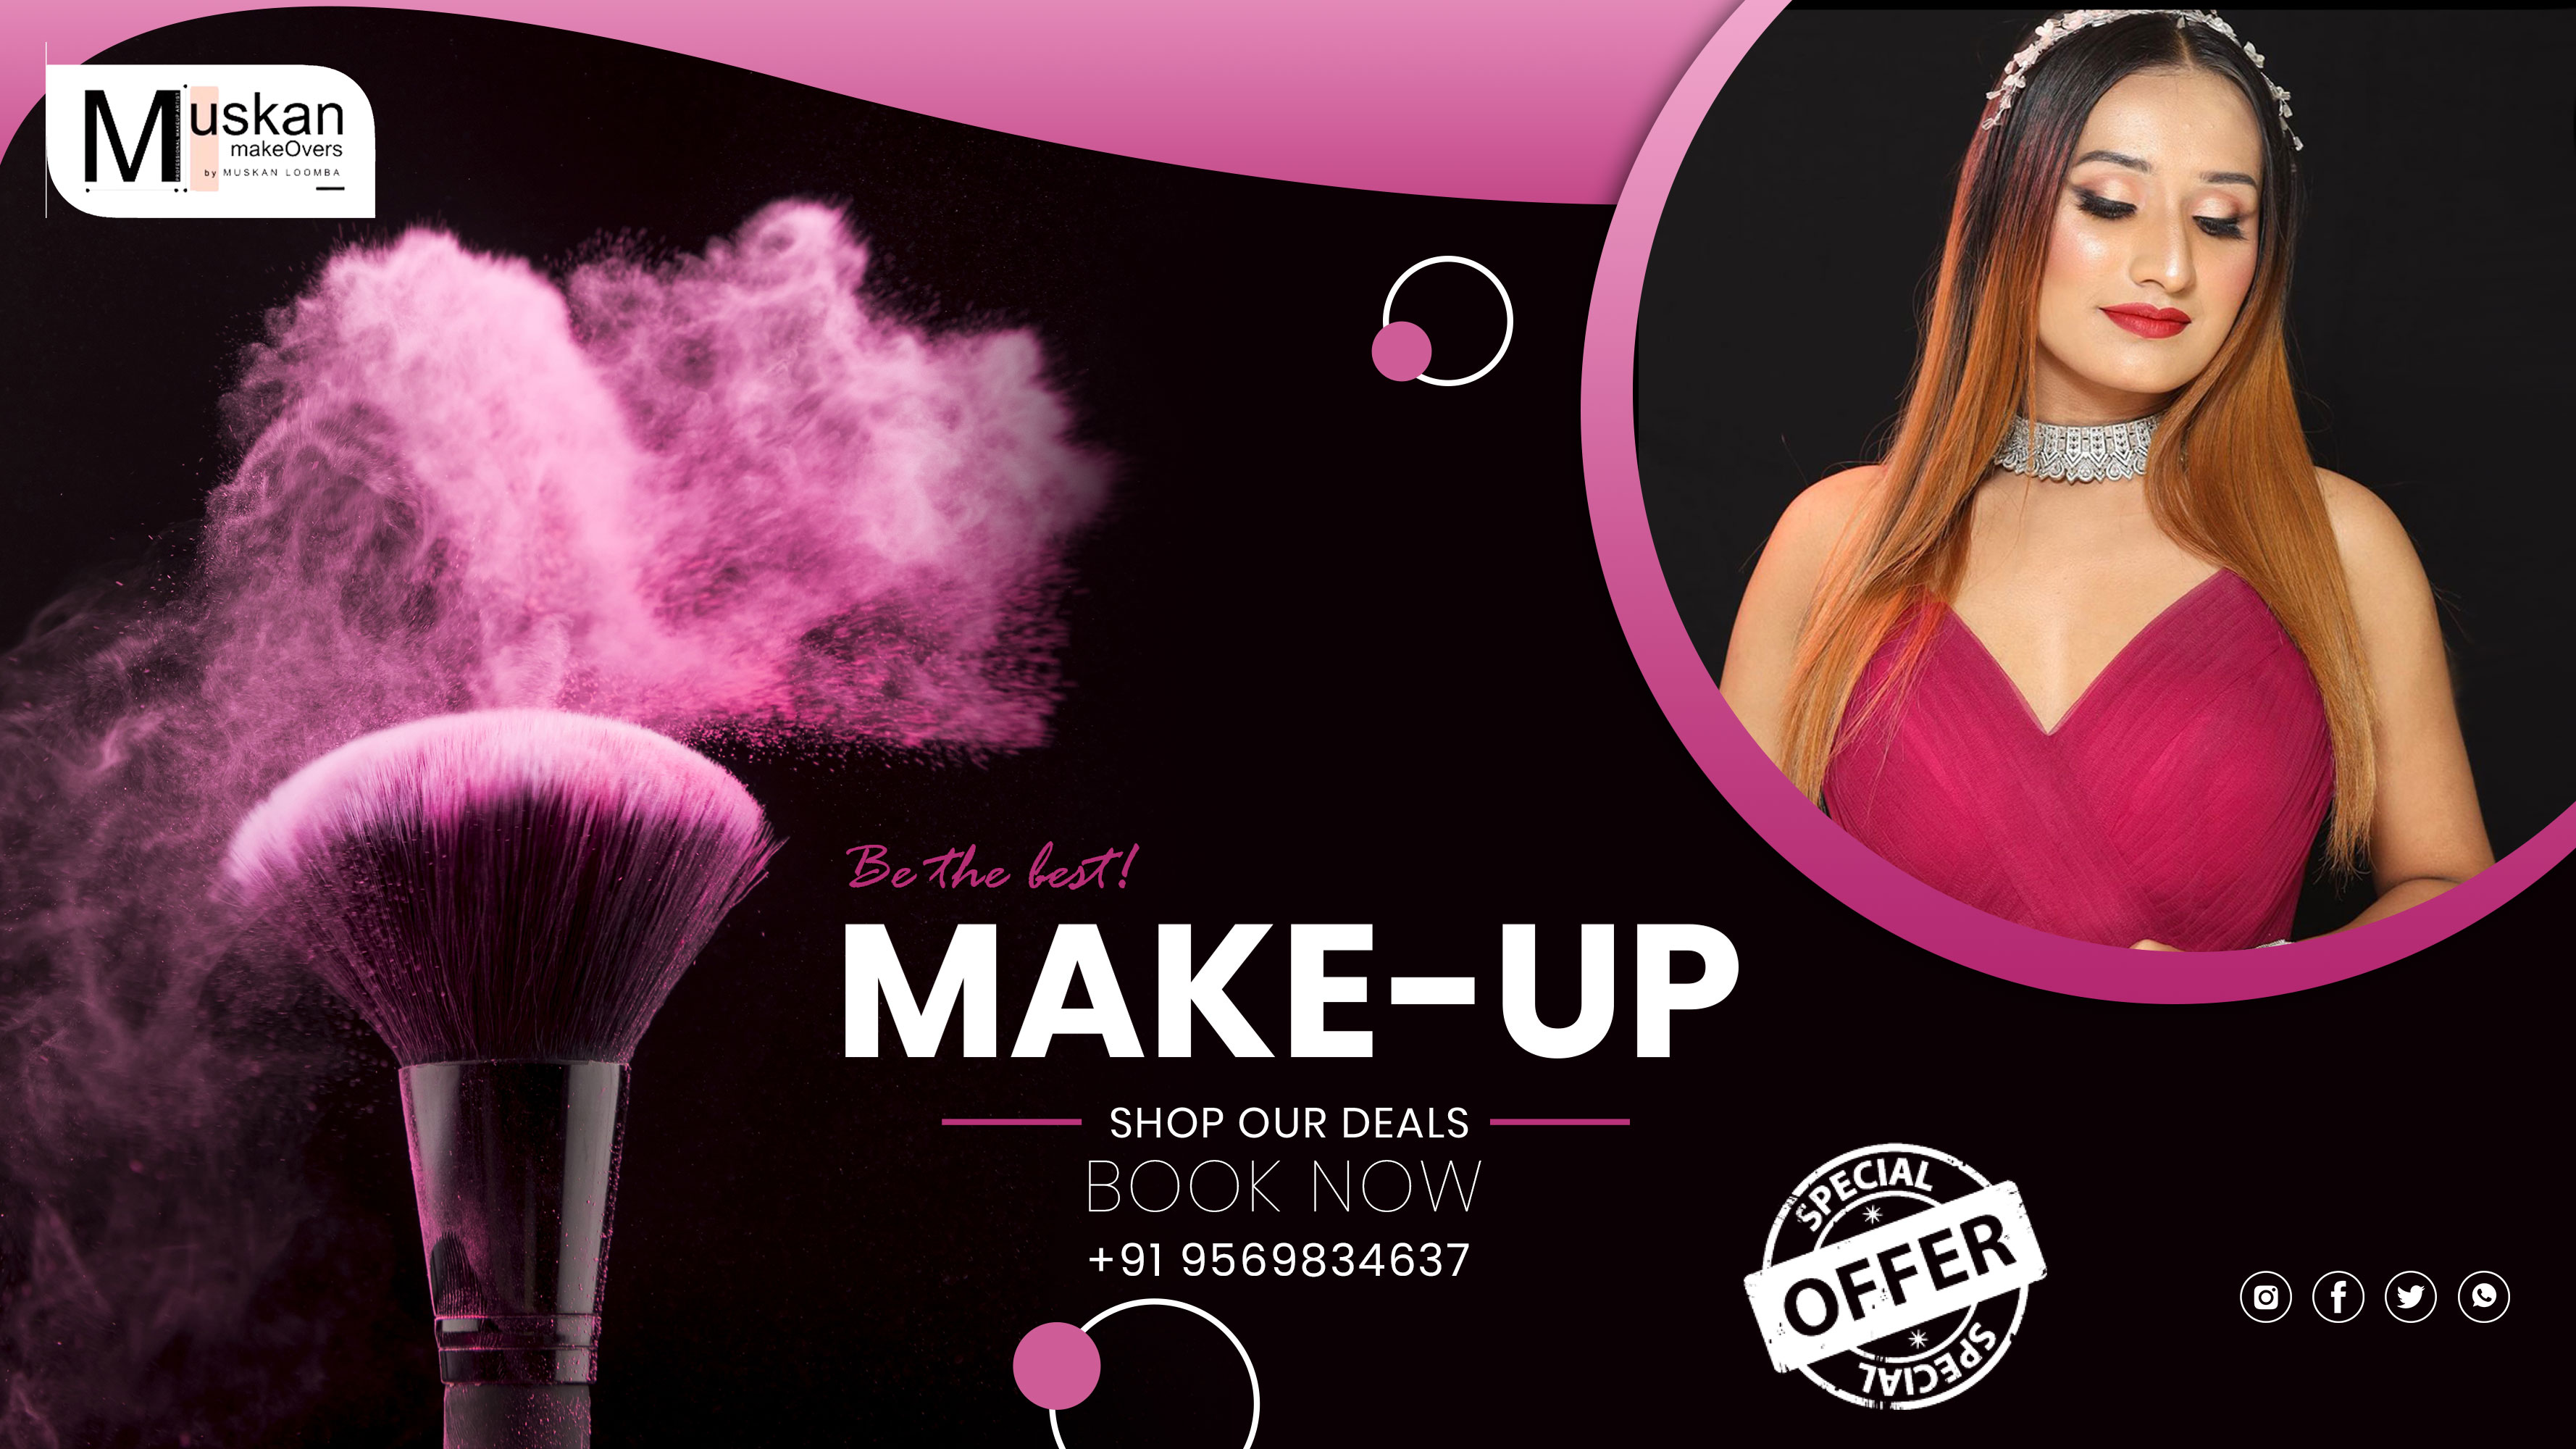 Muskan
makeOvers
by MUSKAN LOOMBA
Be the best!
MAKE-UP
SHOP OUR DEALS
BOOK NOW
+91 9569834637
SPECIAL
OFFER
SPECIAL